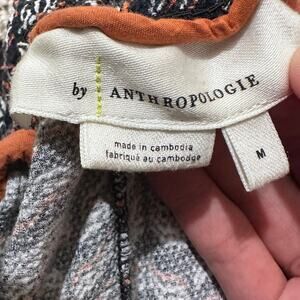 by ANTHROPOLOGIE
made in cambodia
fabriqué au cambodge
M